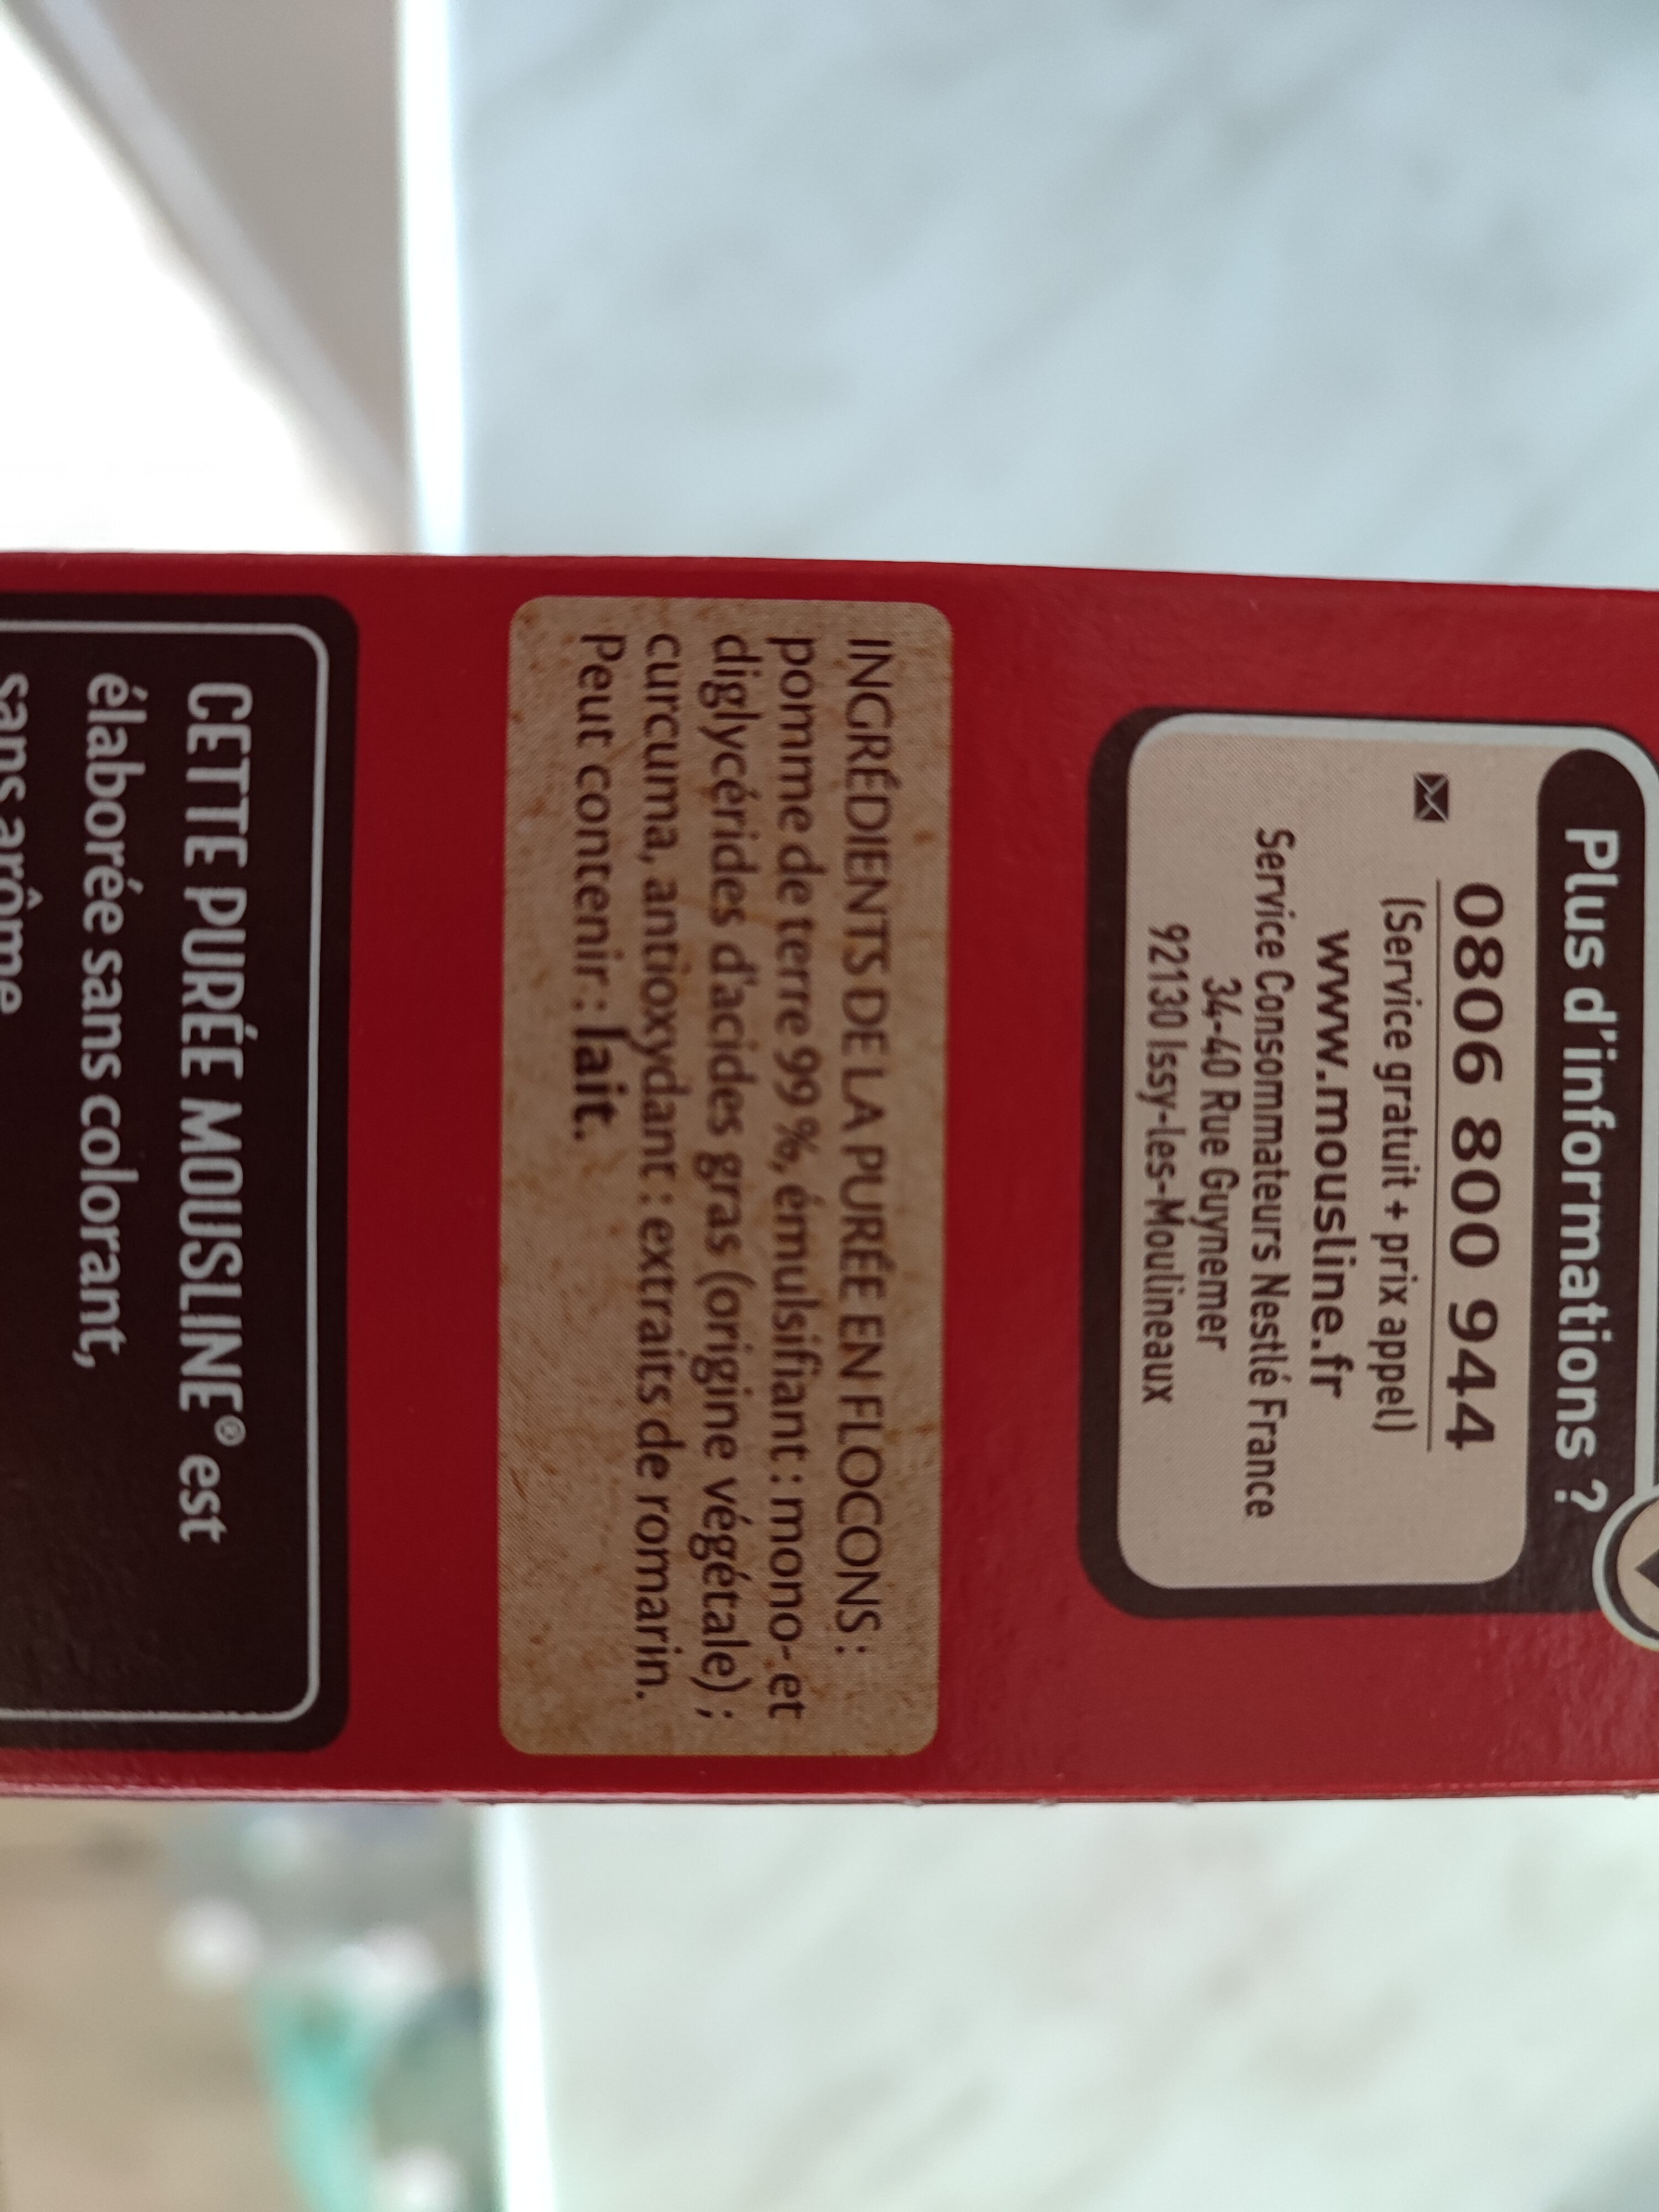 Plus d'informations ?
0806 800 944
(Service gratuit + prix appel)
www.mousline.fr
Service Consommateurs Nestlé France
34-40 Rue Guynemer
92130 Issy-les-Moulineaux
INGRÉDIENTS DE LA PURÉE EN FLOCONS :
pomme de terre 99 %, émulsifiant : mono- et
diglycérides d'acides gras (origine végétale) ;
curcuma, antioxydant : extraits de romarin.
Peut contenir : lait.
CETTE PURÉE MOUSLINE® est
élaborée sans colorant,
sans arôme